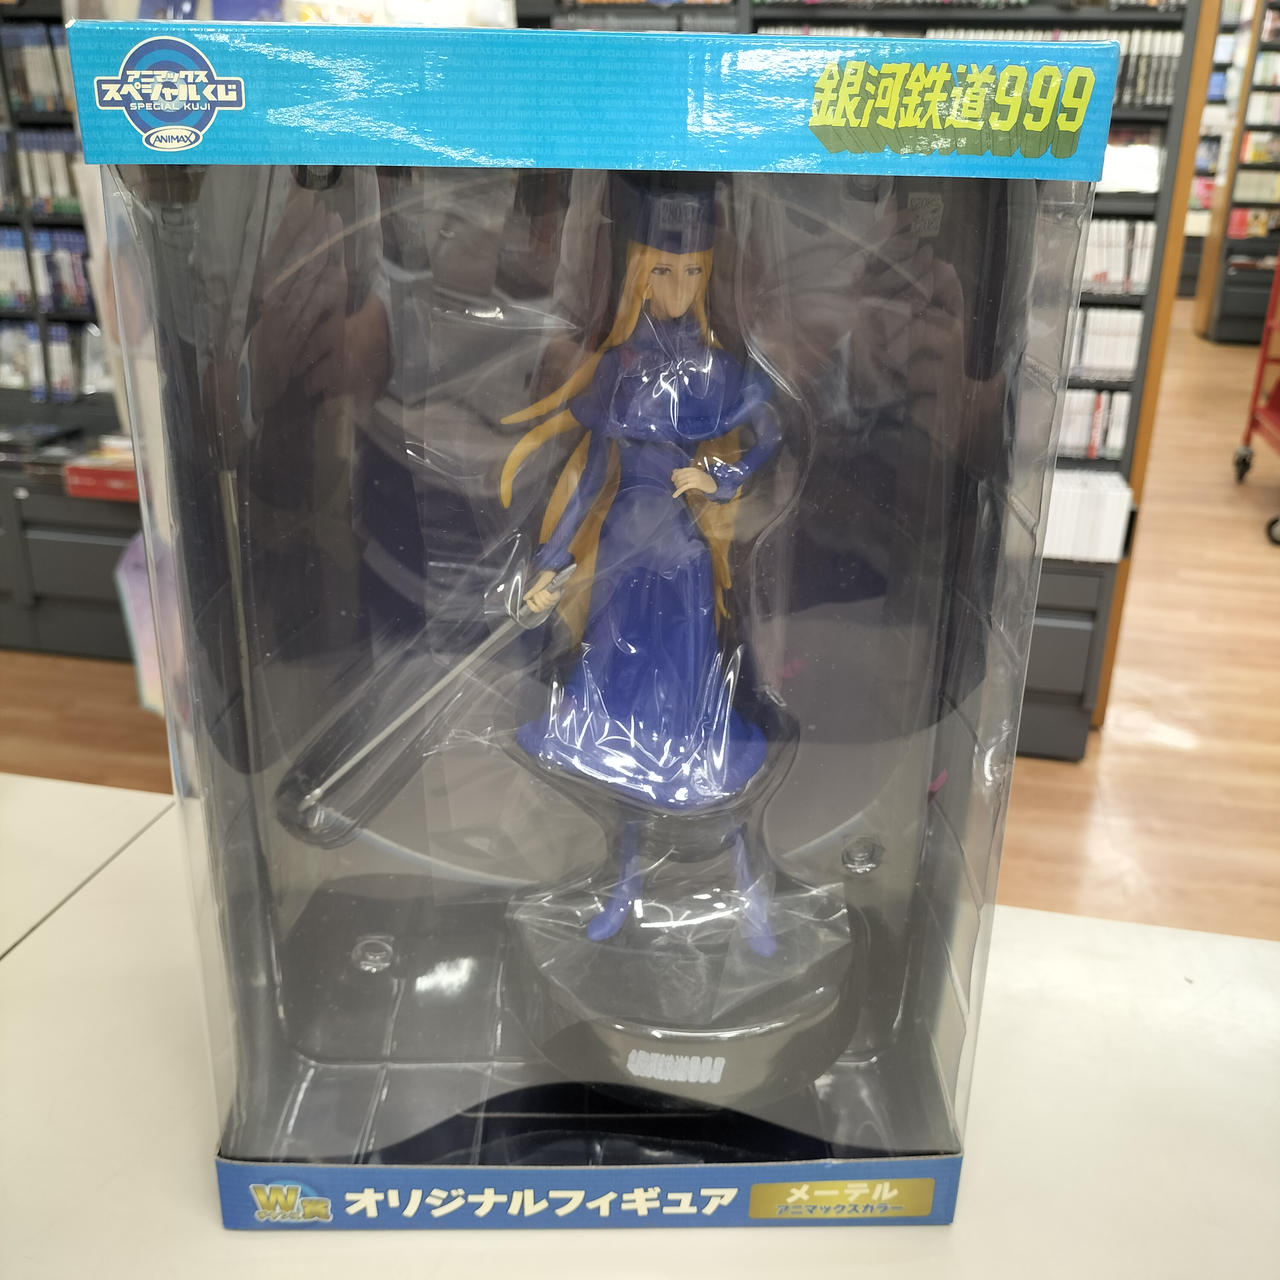 アニマックス
スペシャルくじ
SPECIAL KUJI
ANIMAX
銀河鉄道999
W賞
オリジナルフィギュア
メーテル
アニマックスカラー